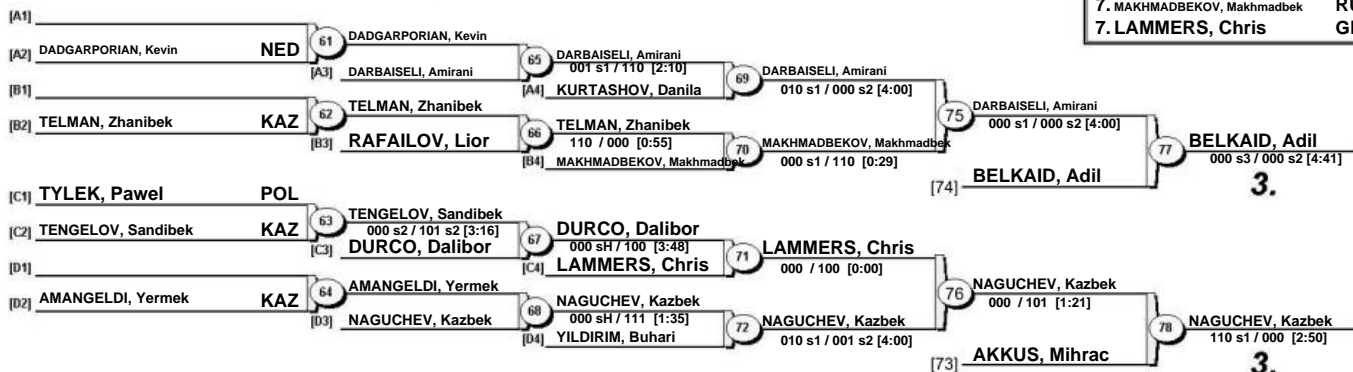 7. MAKHMADBEKOV, Makhmadbek
7. LAMMERS, Chris
[A1]
[A2] DADGARPORIAN, Kevin NED
61
DADGARPORIAN, Kevin
[A3] DARBAISELI, Amirani
65
DARBAISELI, Amirani
001 s1 / 110 [2:10]
[A4] KURTASHOV, Danila
69
DARBAISELI, Amirani
010 s1 / 000 s2 [4:00]
[B1]
[B2] TELMAN, Zhanibek KAZ
62
TELMAN, Zhanibek
[B3] RAFAILOV, Lior
66
TELMAN, Zhanibek
110 / 000 [0:55]
[B4] MAKHMADBEKOV, Makhmadbek
70
MAKHMADBEKOV, Makhmadbek
000 s1 / 110 [0:29]
75
DARBAISELI, Amirani
000 s1 / 000 s2 [4:00]
[74] BELKAID, Adil
77
BELKAID, Adil
000 s3 / 000 s2 [4:41]
3.
[C1] TYLEK, Pawel POL
[C2] TENGELOV, Sandibek KAZ
63
TENGELOV, Sandibek
000 s2 / 101 s2 [3:16]
[C3] DURCO, Dalibor
67
DURCO, Dalibor
000 sH / 100 [3:48]
[C4] LAMMERS, Chris
71
LAMMERS, Chris
000 / 100 [0:00]
[D1]
[D2] AMANGELDI, Yermek KAZ
64
AMANGELDI, Yermek
[D3] NAGUCHEV, Kazbek
68
NAGUCHEV, Kazbek
000 sH / 111 [1:35]
[D4] YILDIRIM, Buhari
72
NAGUCHEV, Kazbek
010 s1 / 001 s2 [4:00]
76
NAGUCHEV, Kazbek
000 / 101 [1:21]
[73] AKKUS, Mihrac
78
NAGUCHEV, Kazbek
110 s1 / 000 [2:50]
3.